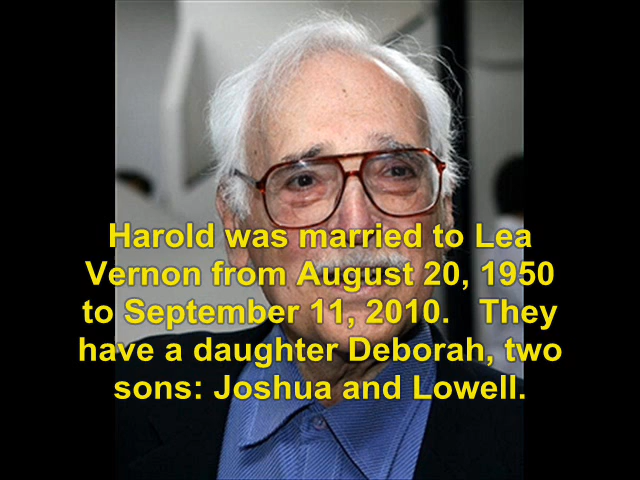 Harold was married to Lea
Vernon from August 20, 1950
to September 11, 2010.   They
have a daughter Deborah, two
sons: Joshua and Lowell.